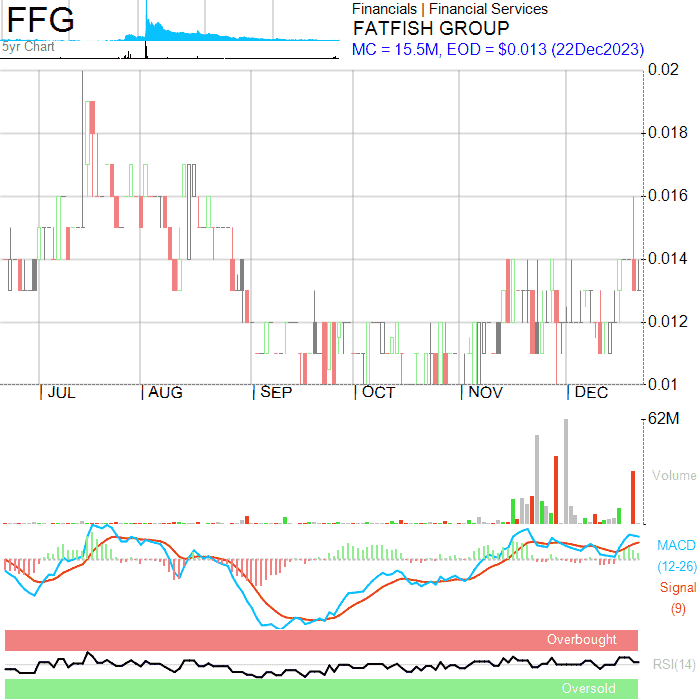 FFG
5yr Chart
Financials | Financial Services
FATFISH GROUP
MC = 15.5M, EOD = $0.013 (22Dec2023)
0.02
0.018
0.016
0.014
0.012
0.01
| JUL | AUG | SEP | OCT | NOV | DEC
62M
Volume
MACD
(12-26)
Signal
(9)
Overbought
RSI(14)
Oversold